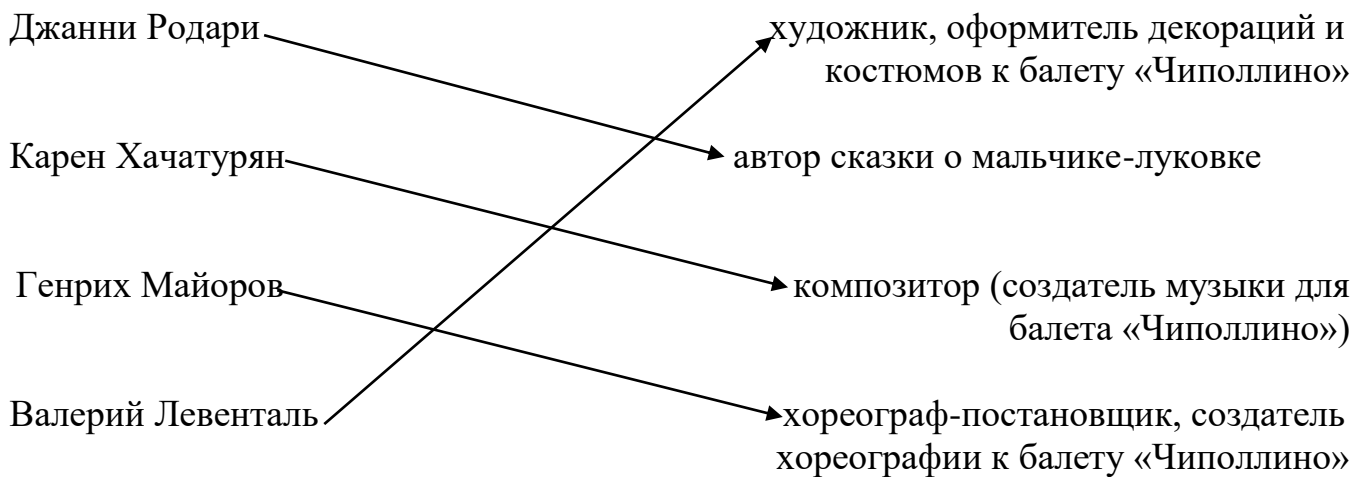 Джанни Родари
художник, оформитель декораций и
костюмов к балету «Чиполлино»
Карен Хачатурян
автор сказки о мальчике-луковке
Генрих Майоров
композитор (создатель музыки для
балета «Чиполлино»)
Валерий Левенталь
хореограф-постановщик, создатель
хореографии к балету «Чиполлино»